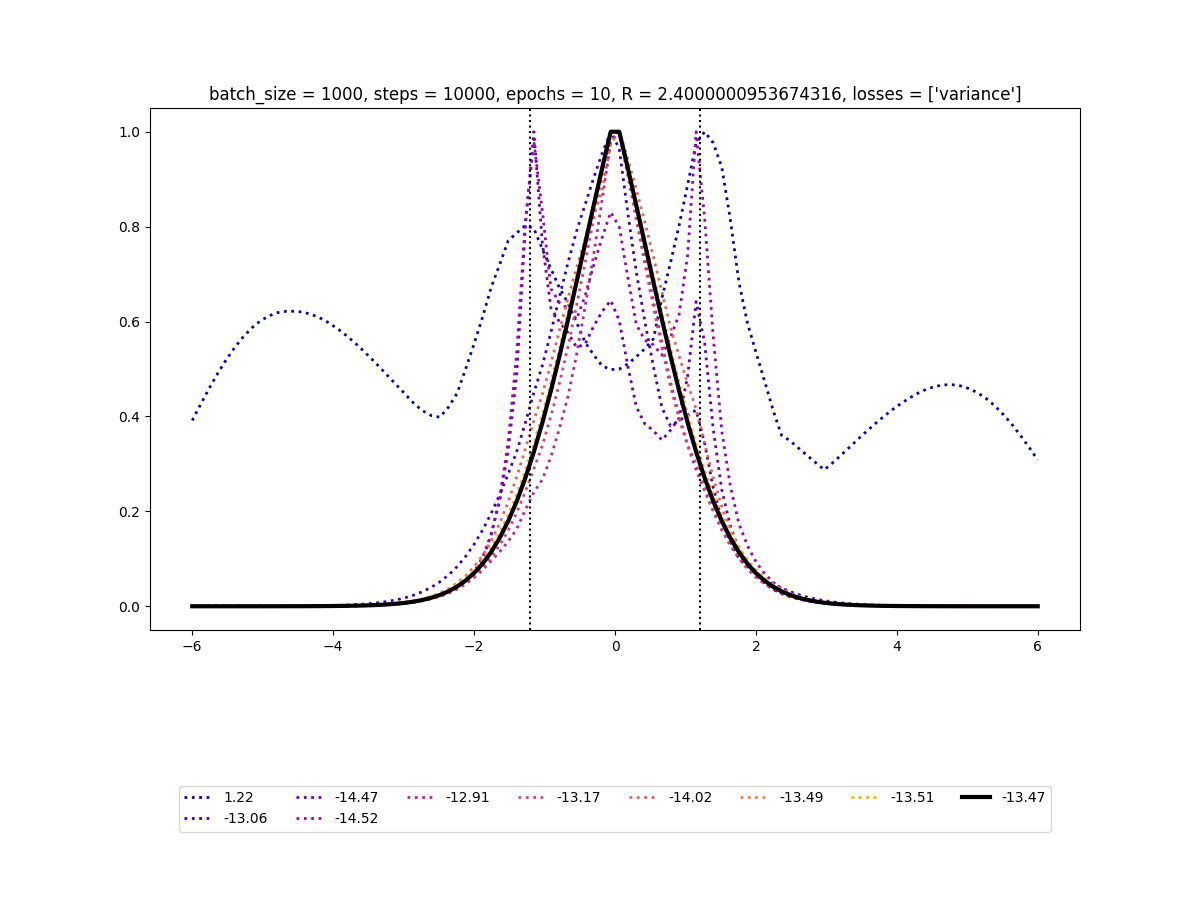 batch_size = 1000, steps = 10000, epochs = 10, R = 2.4000000953674316, losses = ['variance']
1.0
0.8
0.6
0.4
0.2
0.0
−6 −4 −2 0 2 4 6
1.22 -14.47 -12.91 -13.17 -14.02 -13.49 -13.51 -13.47
-13.06 -14.52